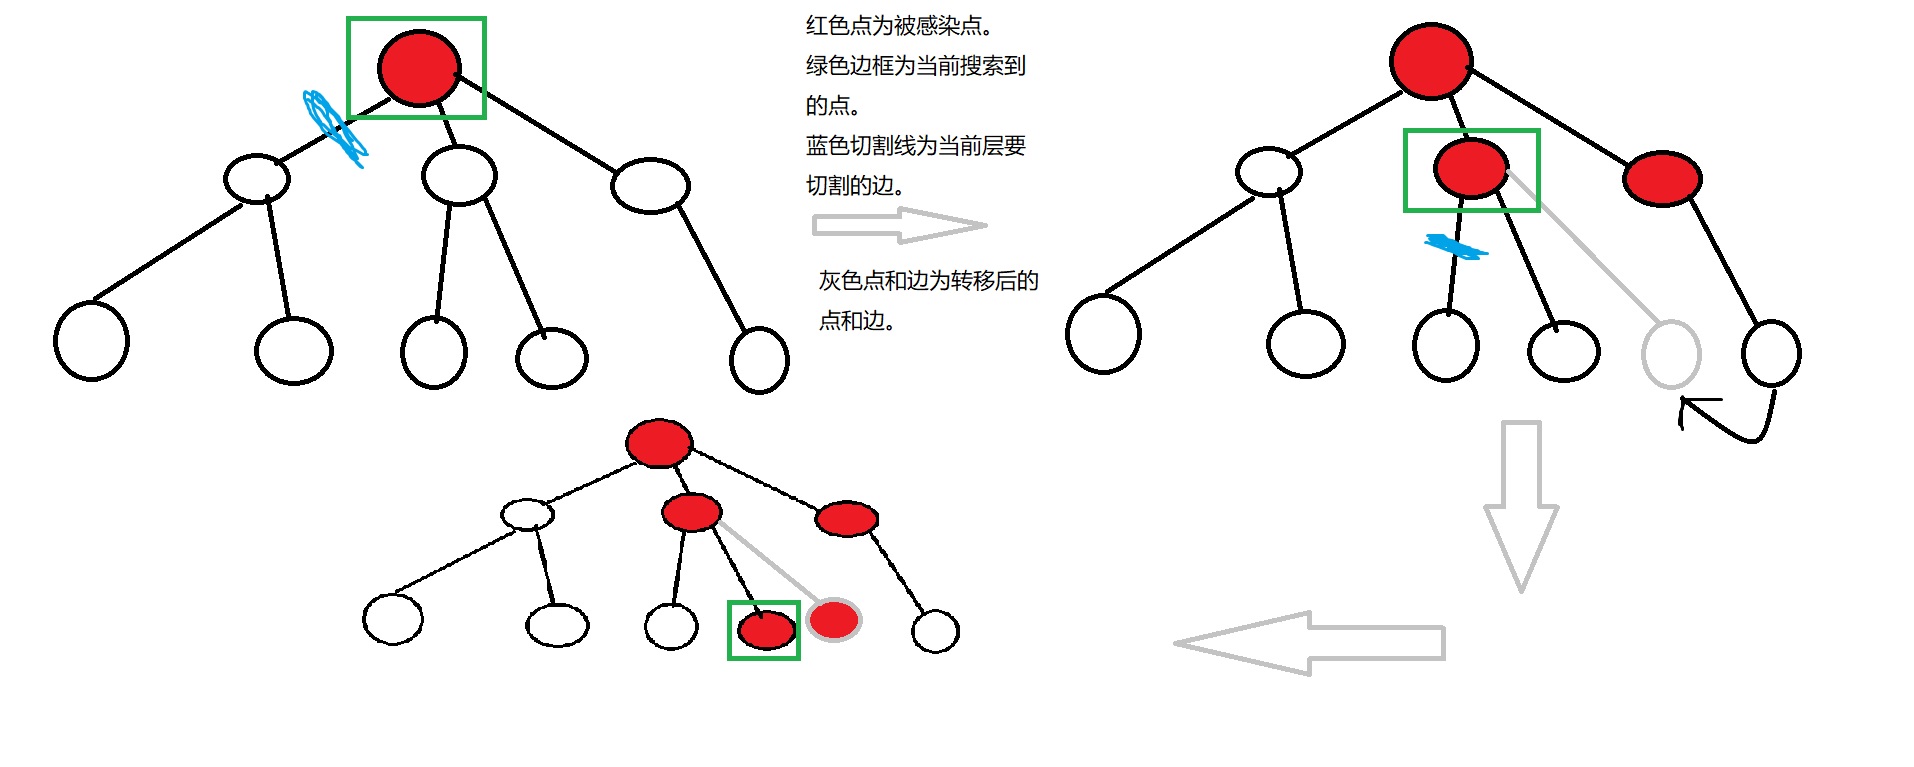 红色点为被感染点。
绿色边框为当前搜索到
的点。
蓝色切割线为当前层要
切割的边。
灰色点和边为转移后的
点和边。